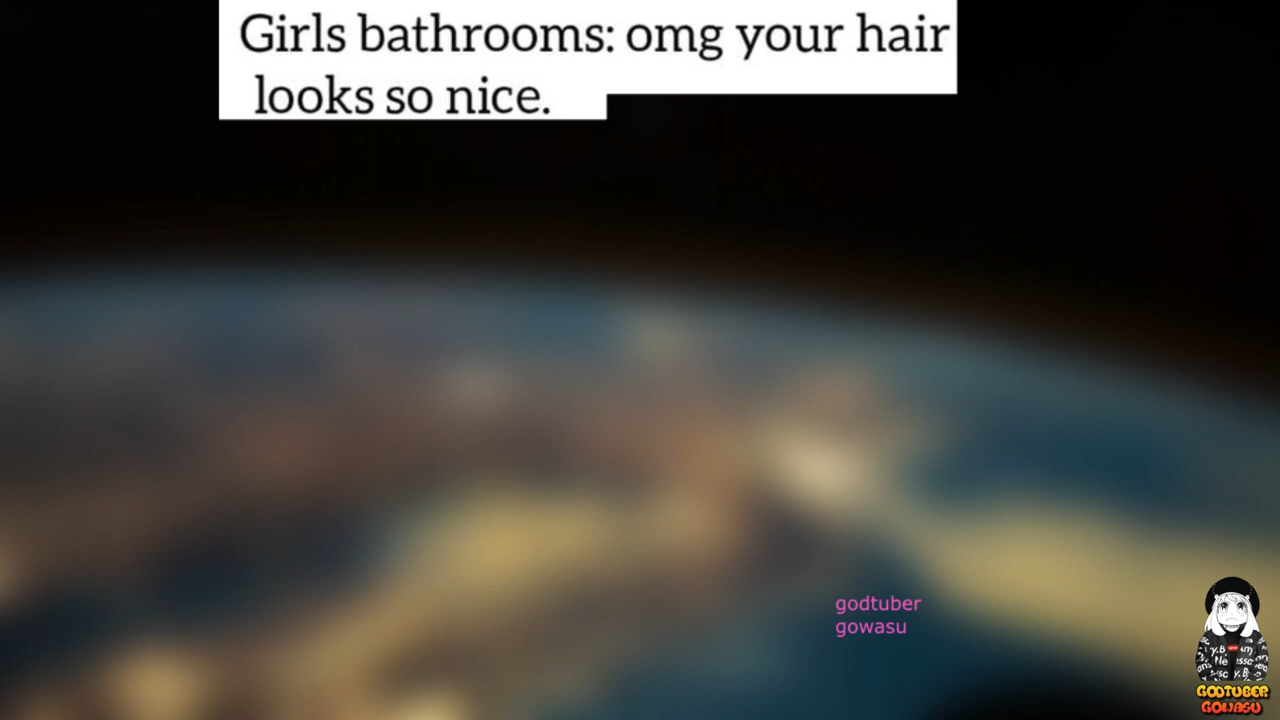 Girls bathrooms: omg your hair
looks so nice.
godtuber
gowasu
GODTUBER
GOWASU